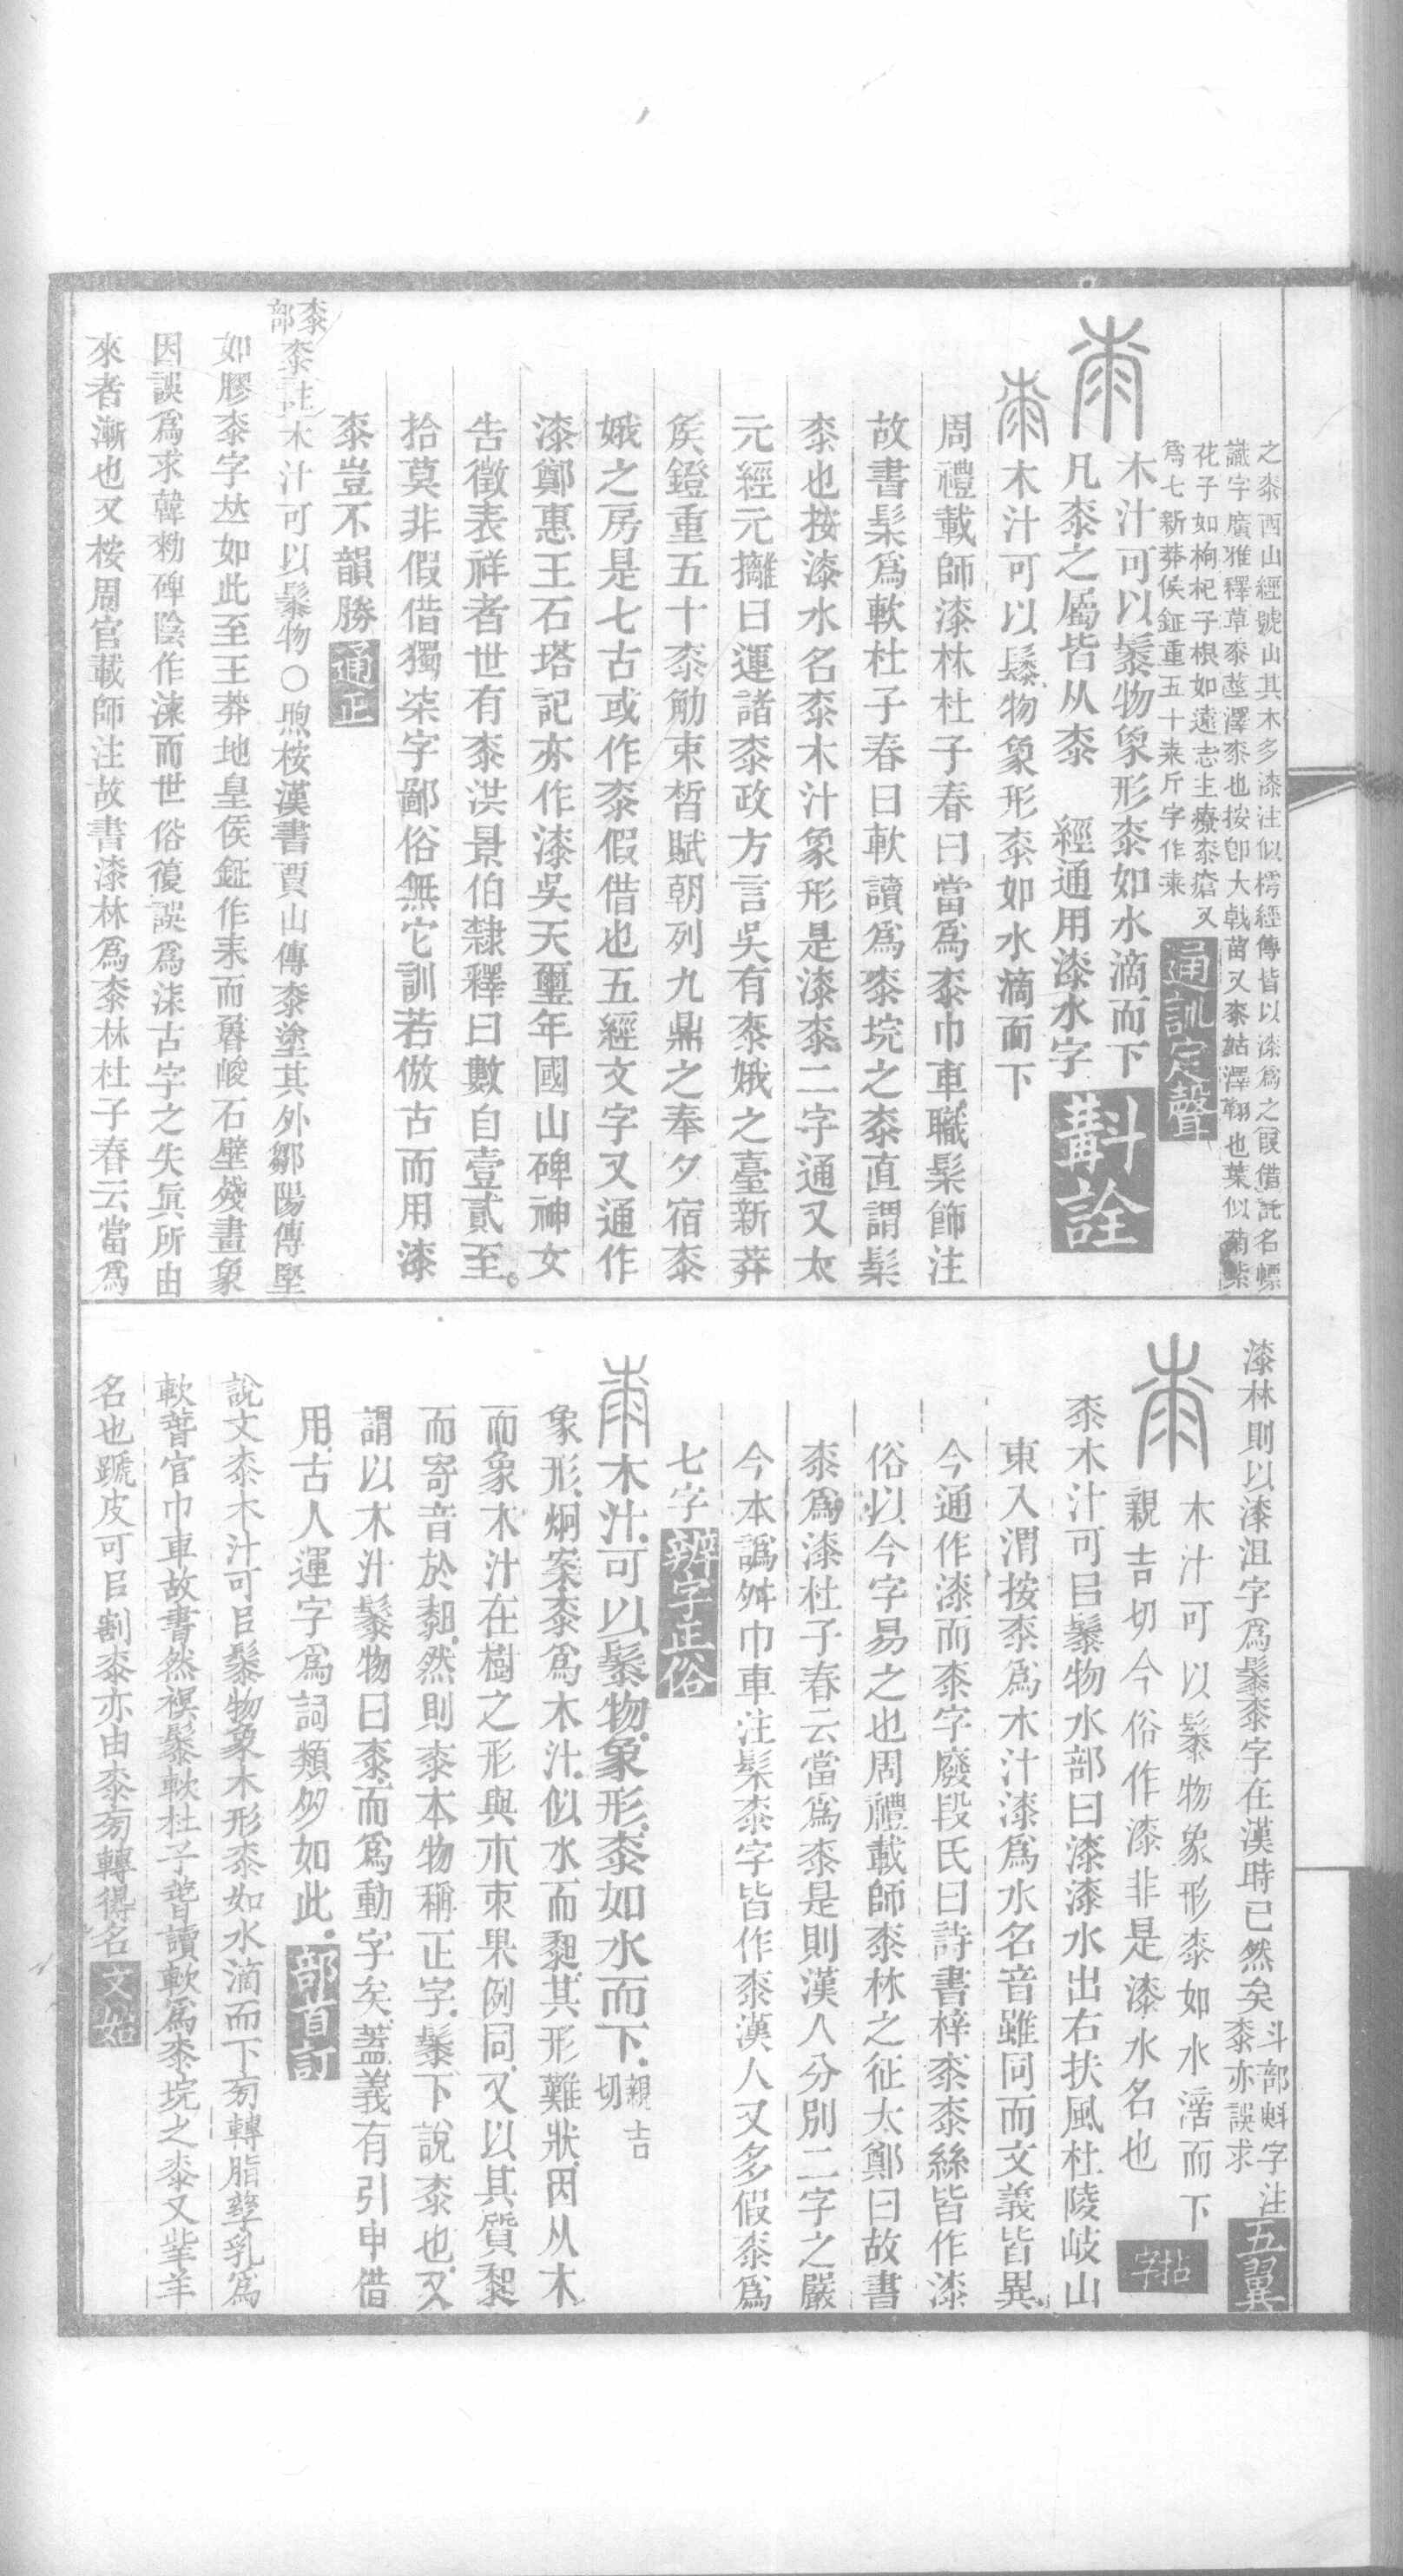 之桼西山經號山其木多漆注似樗經傳皆以漆爲之叚借託名幖
識字廣雅釋草桼莖澤桼也按卽大戟苗又桼姑澤翱也葉似菊紫
花子如枸杞子根如遠志主療桼瘡又
爲七新莽侯鉦重五十桼斤字作桼
通訓定聲
木汁可以髹物象形桼如水滴而下
凡桼之屬皆从桼　經通用漆水字
斠詮
木汁可以髹物象形桼如水滴而下
周禮載師漆林杜子春曰當爲桼巾車職髤飾注
故書髤爲軟杜子春曰軟讀爲桼垸之桼直謂髤
桼也按漆水名桼木汁象形是漆桼二字通又太
元經元攡曰運諸桼政方言吳有桼娥之臺新莽
矦鐙重五十桼觔束皙賦朝列九鼎之奉夕宿桼
娥之房是七古或作桼假借也五經文字又通作
漆鄭惠王石塔記亦作漆吳天璽年國山碑神女
告徵表祥者世有桼洪景伯隸釋曰數自壹貳至
拾莫非假借獨柒字鄙俗無它訓若倣古而用漆
桼豈不韻勝
通正
桼部
桼註木汁可以髹物○煦桉漢書賈山傳桼塗其外鄒陽傳堅
如膠桼字竝如此至王莽地皇侯鉦作耒而晷峻石壁殘畫象
因誤爲求韓勑碑陰作涑而世俗復誤爲沫古字之失眞所由
來者漸也又桉周官載師注故書漆林爲桼林杜子春云當爲
漆林則以漆沮字爲髹桼字在漢時已然矣
斗部㪺字注
桼亦誤求
五翼
木汁可以髹物象形桼如水滴而下
親吉切今俗作漆非是漆水名也
拈字
桼木汁可㠯髹物水部曰漆漆水出右扶風杜陵岐山
東入渭按桼爲木汁漆爲水名音雖同而文義皆異
今通作漆而桼字廢段氏曰詩書梓桼桼絲皆作漆
俗以今字易之也周禮載師桼林之征太鄭曰故書
桼爲漆杜子春云當爲桼是則漢人分別二字之嚴
今本譌舛巾車注髤桼字皆作桼漢人又多假桼爲
七字
辨字正俗
木汁可以髹物象形桼如水而下親吉切
象形炯案桼爲木汁似水而黏其形難狀因从木
而象木汁在樹之形與朩朿果例同又以其質黏
而寄音於䵒然則桼本物稱正字髹下說桼也又
謂以木汁髹物曰桼而爲動字矣蓋義有引申借
用古人運字爲詞類多如此
部首訂
說文桼木汁可㠯髹物象木形桼如水滴而下㫄轉脂孳乳爲
軟萅官巾車故書然䙪髹軟杜子萅讀軟爲桼垸之桼又羍羊
名也蹏皮可㠯割桼亦由桼㫄轉得名
文始